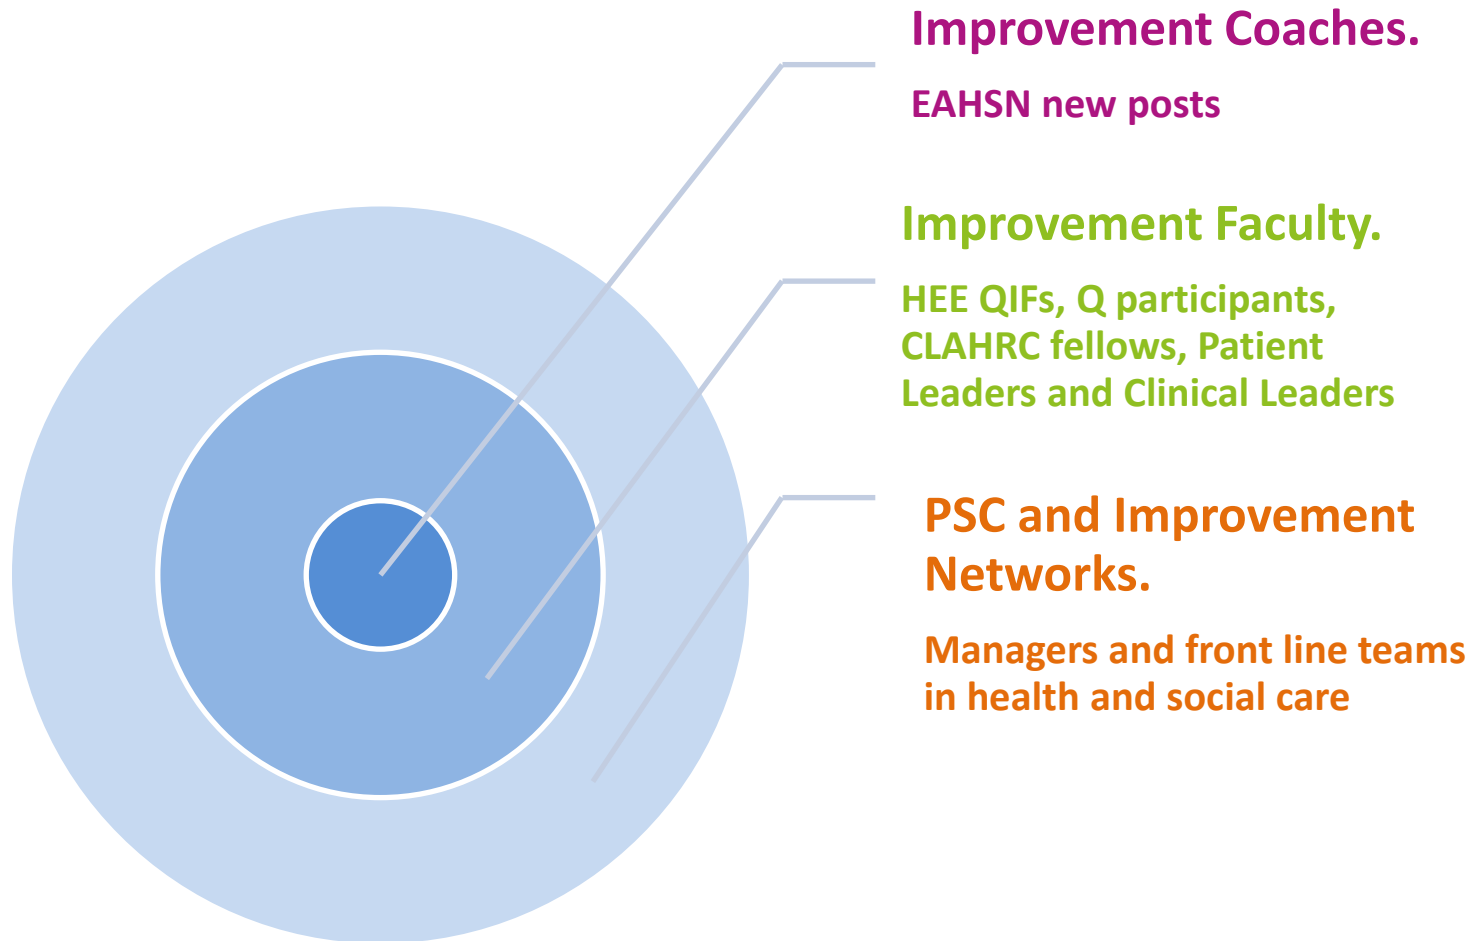 Improvement Coaches.
EAHSN new posts
Improvement Faculty.
HEE QIFs, Q participants,
CLAHRC fellows, Patient
Leaders and Clinical Leaders
PSC and Improvement
Networks.
Managers and front line teams
in health and social care